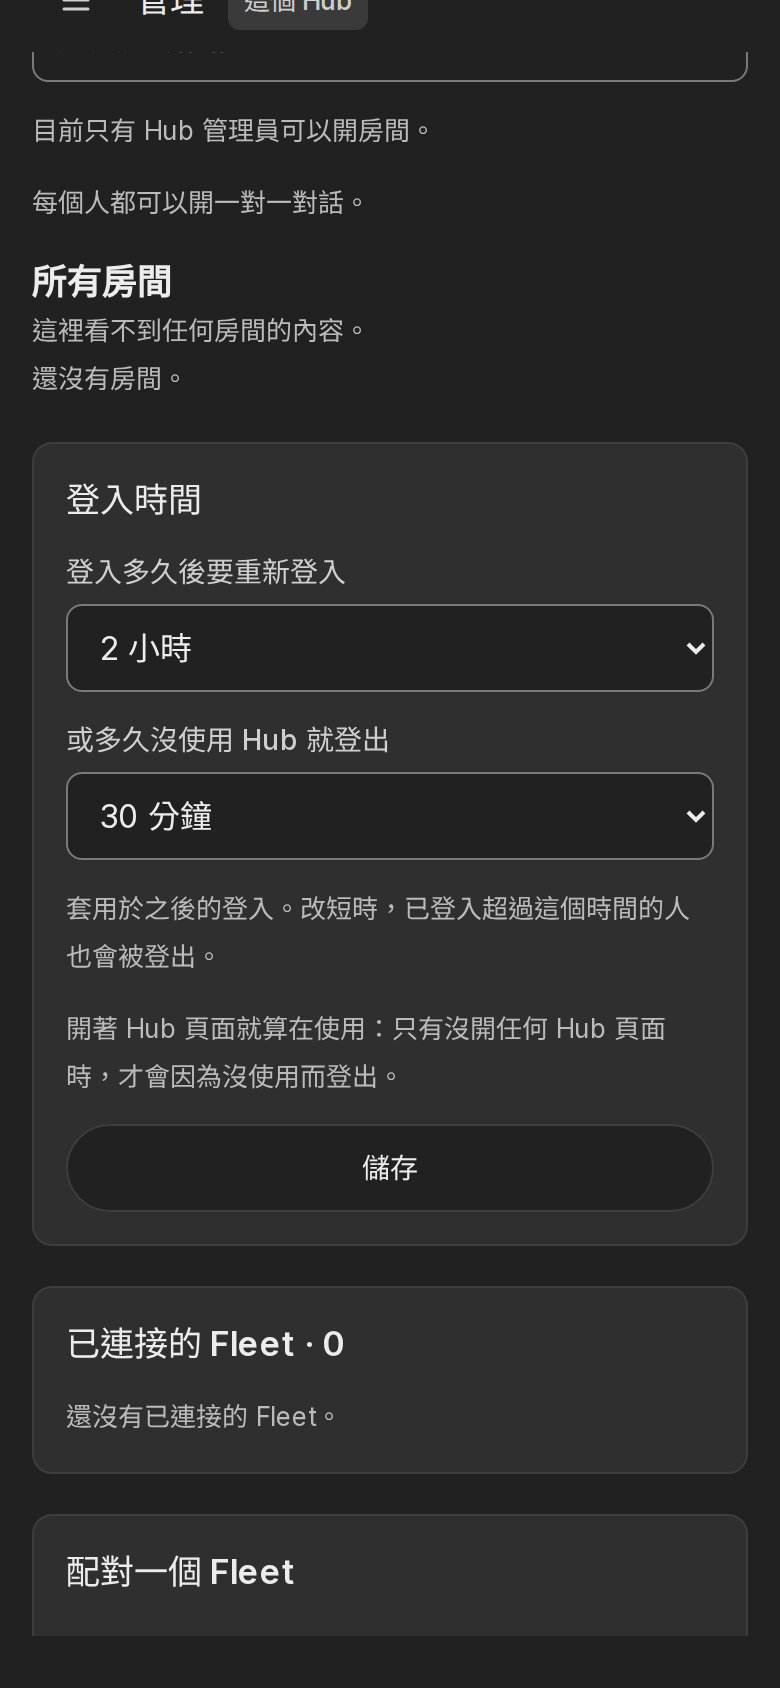 管理
這個 Hub
目前只有 Hub 管理員可以開房間。
每個人都可以開一對一對話。
所有房間
這裡看不到任何房間的內容。
還沒有房間。
登入時間
登入多久後要重新登入
2 小時
或多久沒使用 Hub 就登出
30 分鐘
套用於之後的登入。改短時，已登入超過這個時間的人
也會被登出。
開著 Hub 頁面就算在使用：只有沒開任何 Hub 頁面
時，才會因為沒使用而登出。
儲存
已連接的 Fleet · 0
還沒有已連接的 Fleet。
配對一個 Fleet